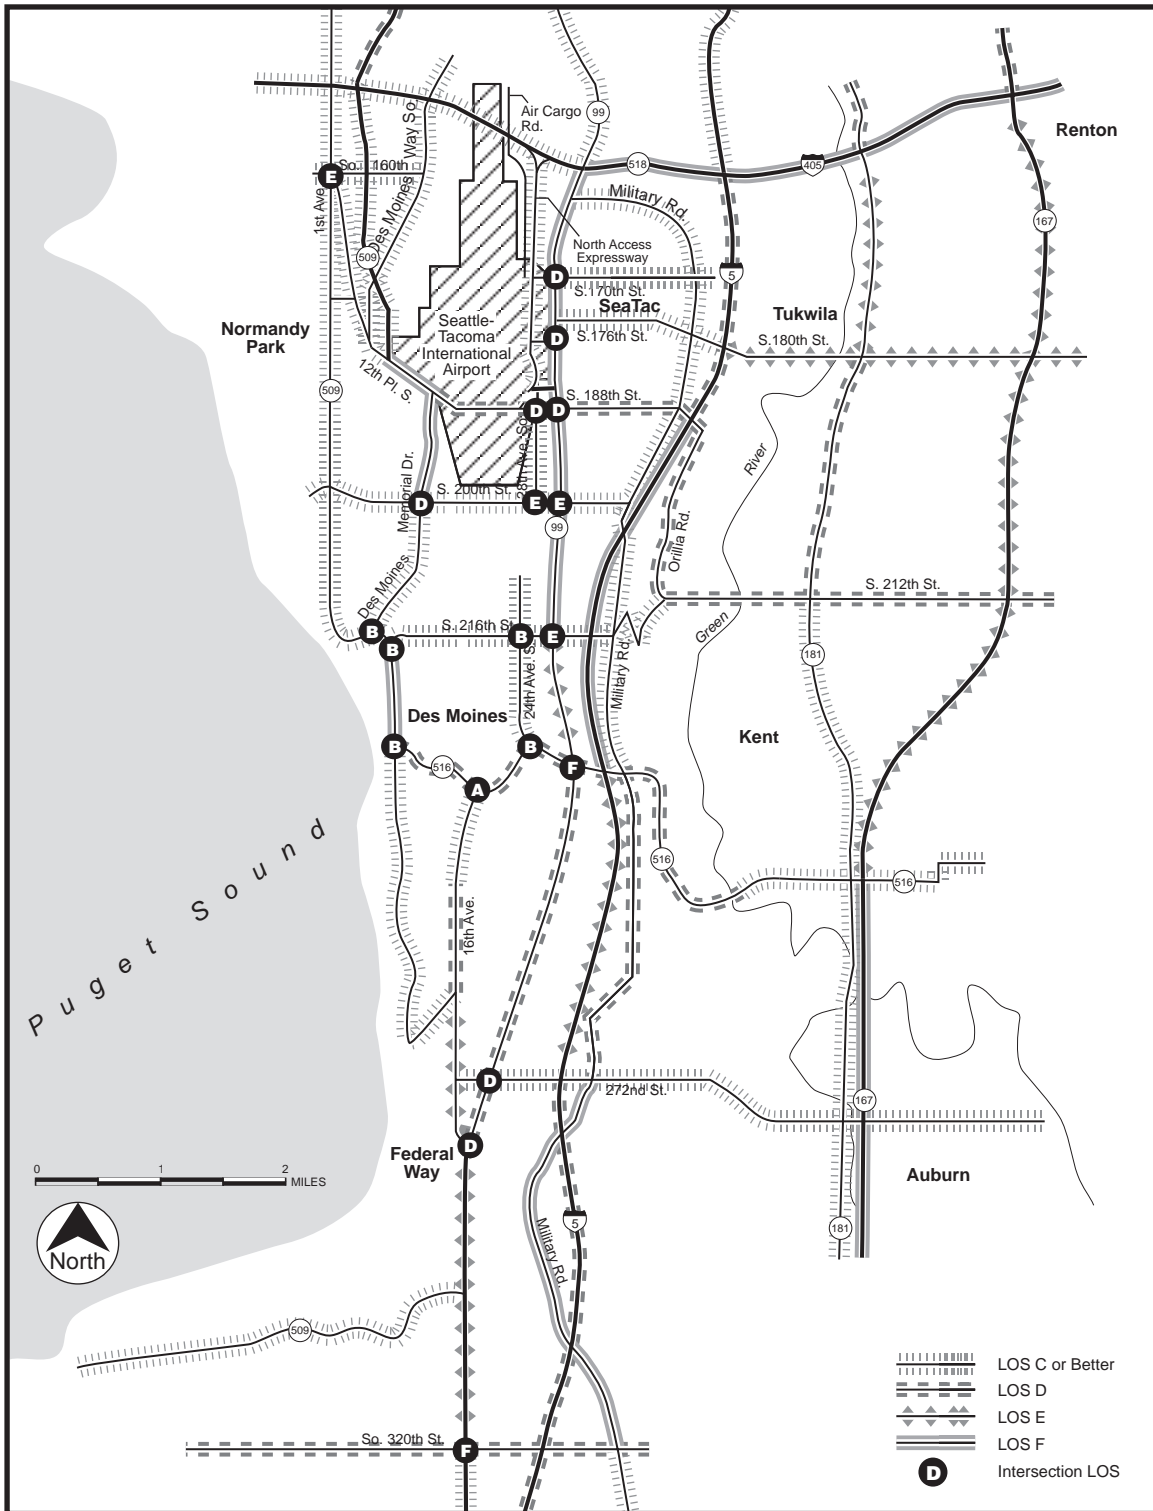 99
Air Cargo
Rd.
Renton
518
405
So. 160th
E
1st Ave.
Des Moines Way So.
Military Rd.
167
509
North Access
Expressway
5
D
S.170th St.
SeaTac
Tukwila
Normandy
Park
Seattle-
Tacoma
International
Airport
D
S.176th St.
S.180th St.
12th Pl. S.
509
S. 188th St.
D
D
28th Ave. So.
River
Memorial Dr.
S. 200th St.
D
E
E
99
Orillia Rd.
Des Moines
S. 212th St.
Green
B
B
S. 216th St.
B
E
24th Ave. S.
Military Rd.
181
Des Moines
Kent
B
516
A
B
F
516
516
Puget Sound
16th Ave.
D
272nd St.
167
D
Federal
Way
Auburn
0
1
2
MILES
North
181
5
Military Rd.
509
So. 320th St.
F
LOS C or Better
LOS D
LOS E
LOS F
D
Intersection LOS